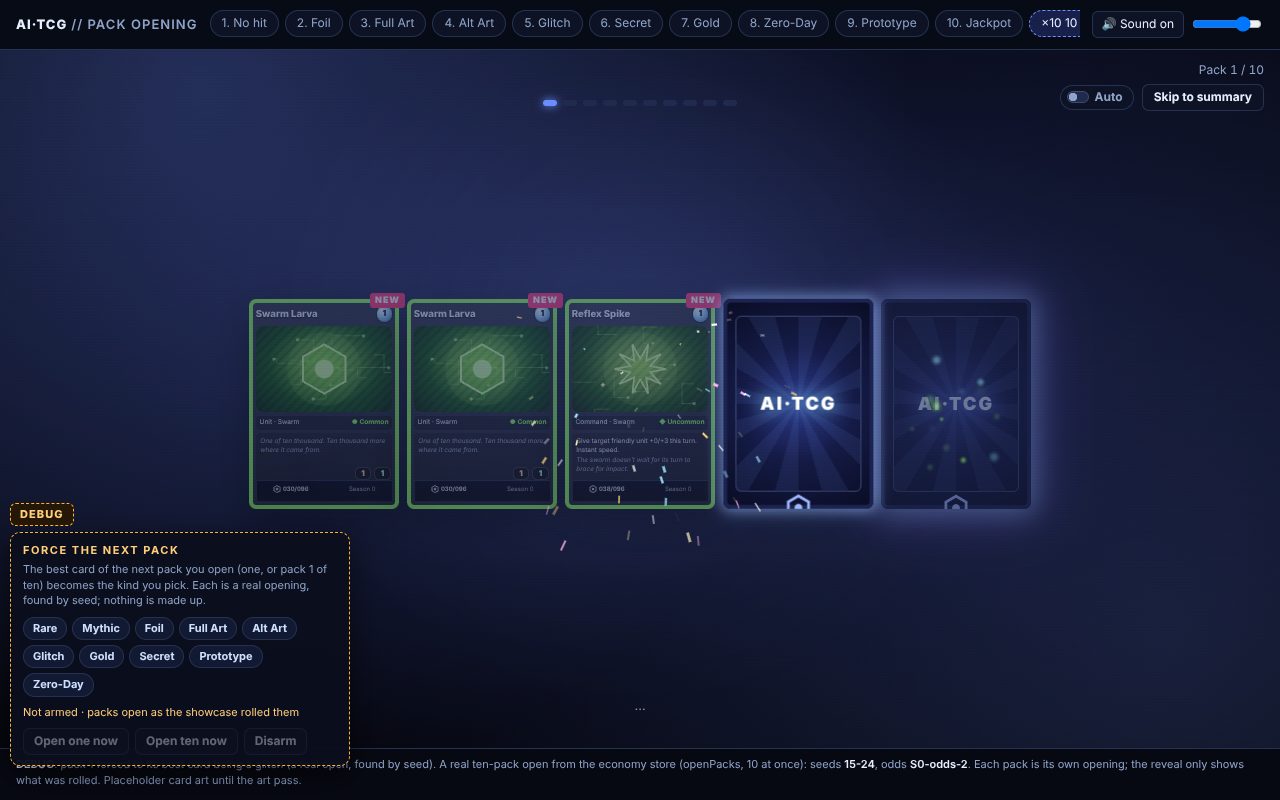 AI·TCG // PACK OPENING
1. No hit
2. Foil
3. Full Art
4. Alt Art
5. Glitch
6. Secret
7. Gold
8. Zero-Day
9. Prototype
10. Jackpot
×10 10
🔊 Sound on
Pack 1 / 10
Auto
Skip to summary
NEW
NEW
NEW
Swarm Larva
1
Swarm Larva
1
Reflex Spike
1
AI·TCG
AI·TCG
Unit · Swarm
Common
Unit · Swarm
Common
Command · Swarm
Uncommon
One of ten thousand. Ten thousand more
where it came from.
One of ten thousand. Ten thousand more
where it came from.
Give target friendly unit +0/+3 this turn.
Instant speed.
The swarm doesn't wait for its turn to
brace for impact.
1 1
1 1
030/096
Season 0
030/096
Season 0
038/096
Season 0
DEBUG
FORCE THE NEXT PACK
The best card of the next pack you open (one, or pack 1 of
ten) becomes the kind you pick. Each is a real opening,
found by seed; nothing is made up.
Rare
Mythic
Foil
Full Art
Alt Art
Glitch
Gold
Secret
Prototype
Zero-Day
Not armed · packs open as the showcase rolled them
Open one now
Open ten now
Disarm
...
found by seed). A real ten-pack open from the economy store (openPacks, 10 at once): seeds 15-24, odds S0-odds-2. Each pack is its own opening; the reveal only shows
what was rolled. Placeholder card art until the art pass.